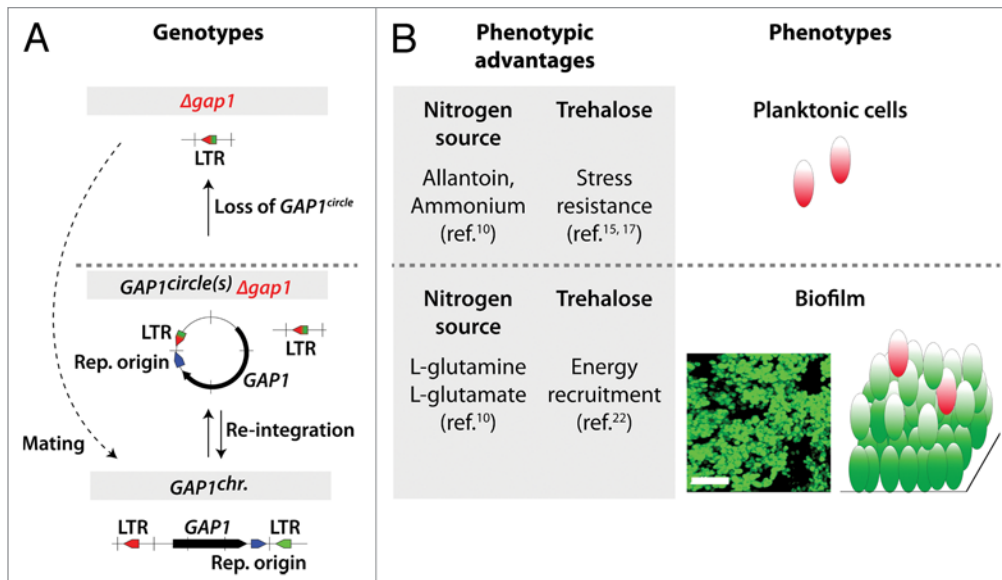 A
Genotypes
Δgap1
LTR
Loss of GAP1circle
GAP1circle(s) Δgap1
LTR
LTR
Rep. origin
GAP1
Re-integration
Mating
GAP1chr.
LTR
GAP1
LTR
Rep. origin
B
Phenotypic
advantages
Phenotypes
Nitrogen
source
Trehalose
Allantoin,
Ammonium
(ref.10)
Stress
resistance
(ref.15, 17)
Planktonic cells
Nitrogen
source
Trehalose
L-glutamine
L-glutamate
(ref.10)
Energy
recruitment
(ref.22)
Biofilm